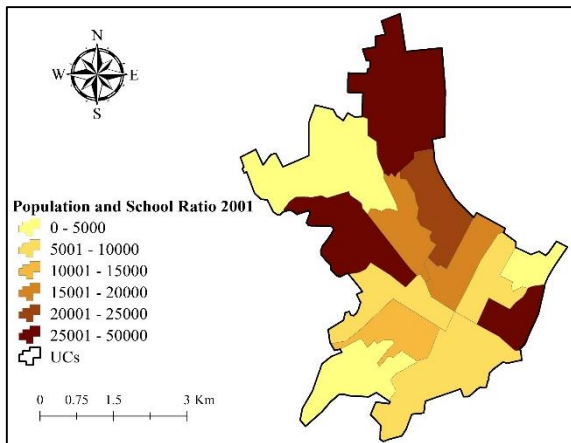 N
W E
S
Population and School Ratio 2001
0 - 5000
5001 - 10000
10001 - 15000
15001 - 20000
20001 - 25000
25001 - 50000
UCs
0 0.75 1.5 3 Km